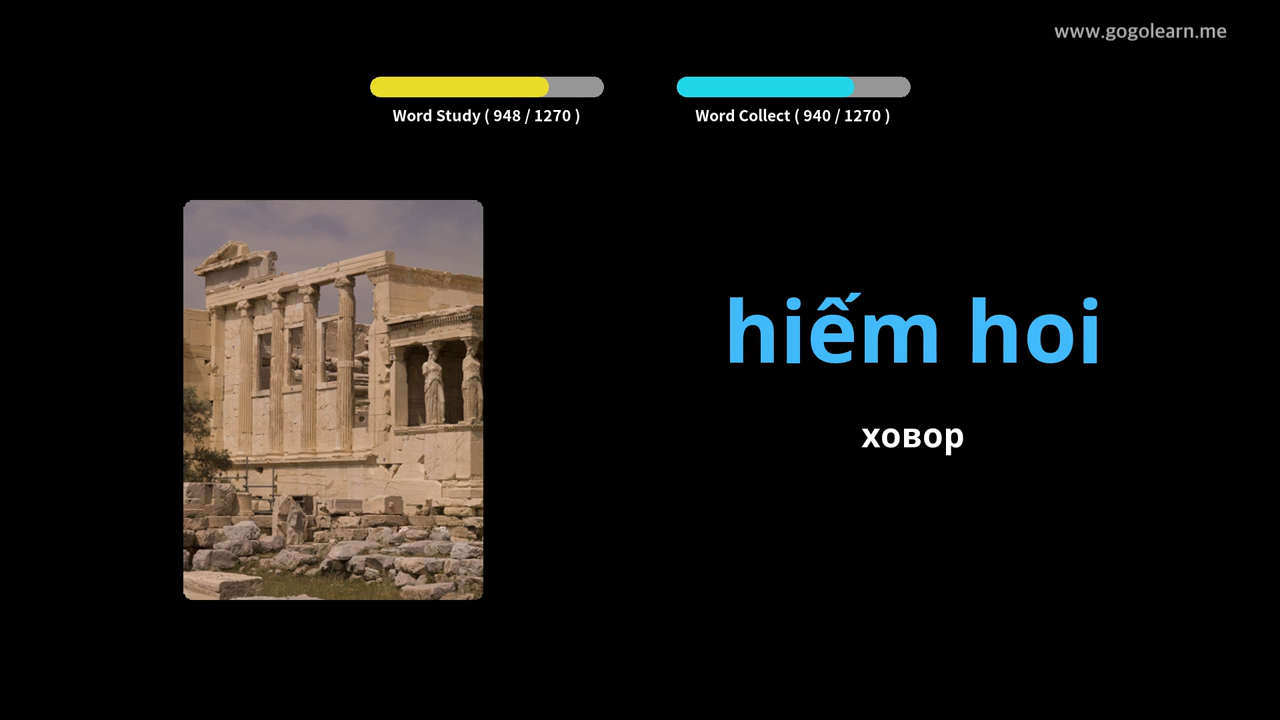 www.gogolearn.me
Word Study ( 948 / 1270 )
Word Collect ( 940 / 1270 )
hiếm hoi
ховор